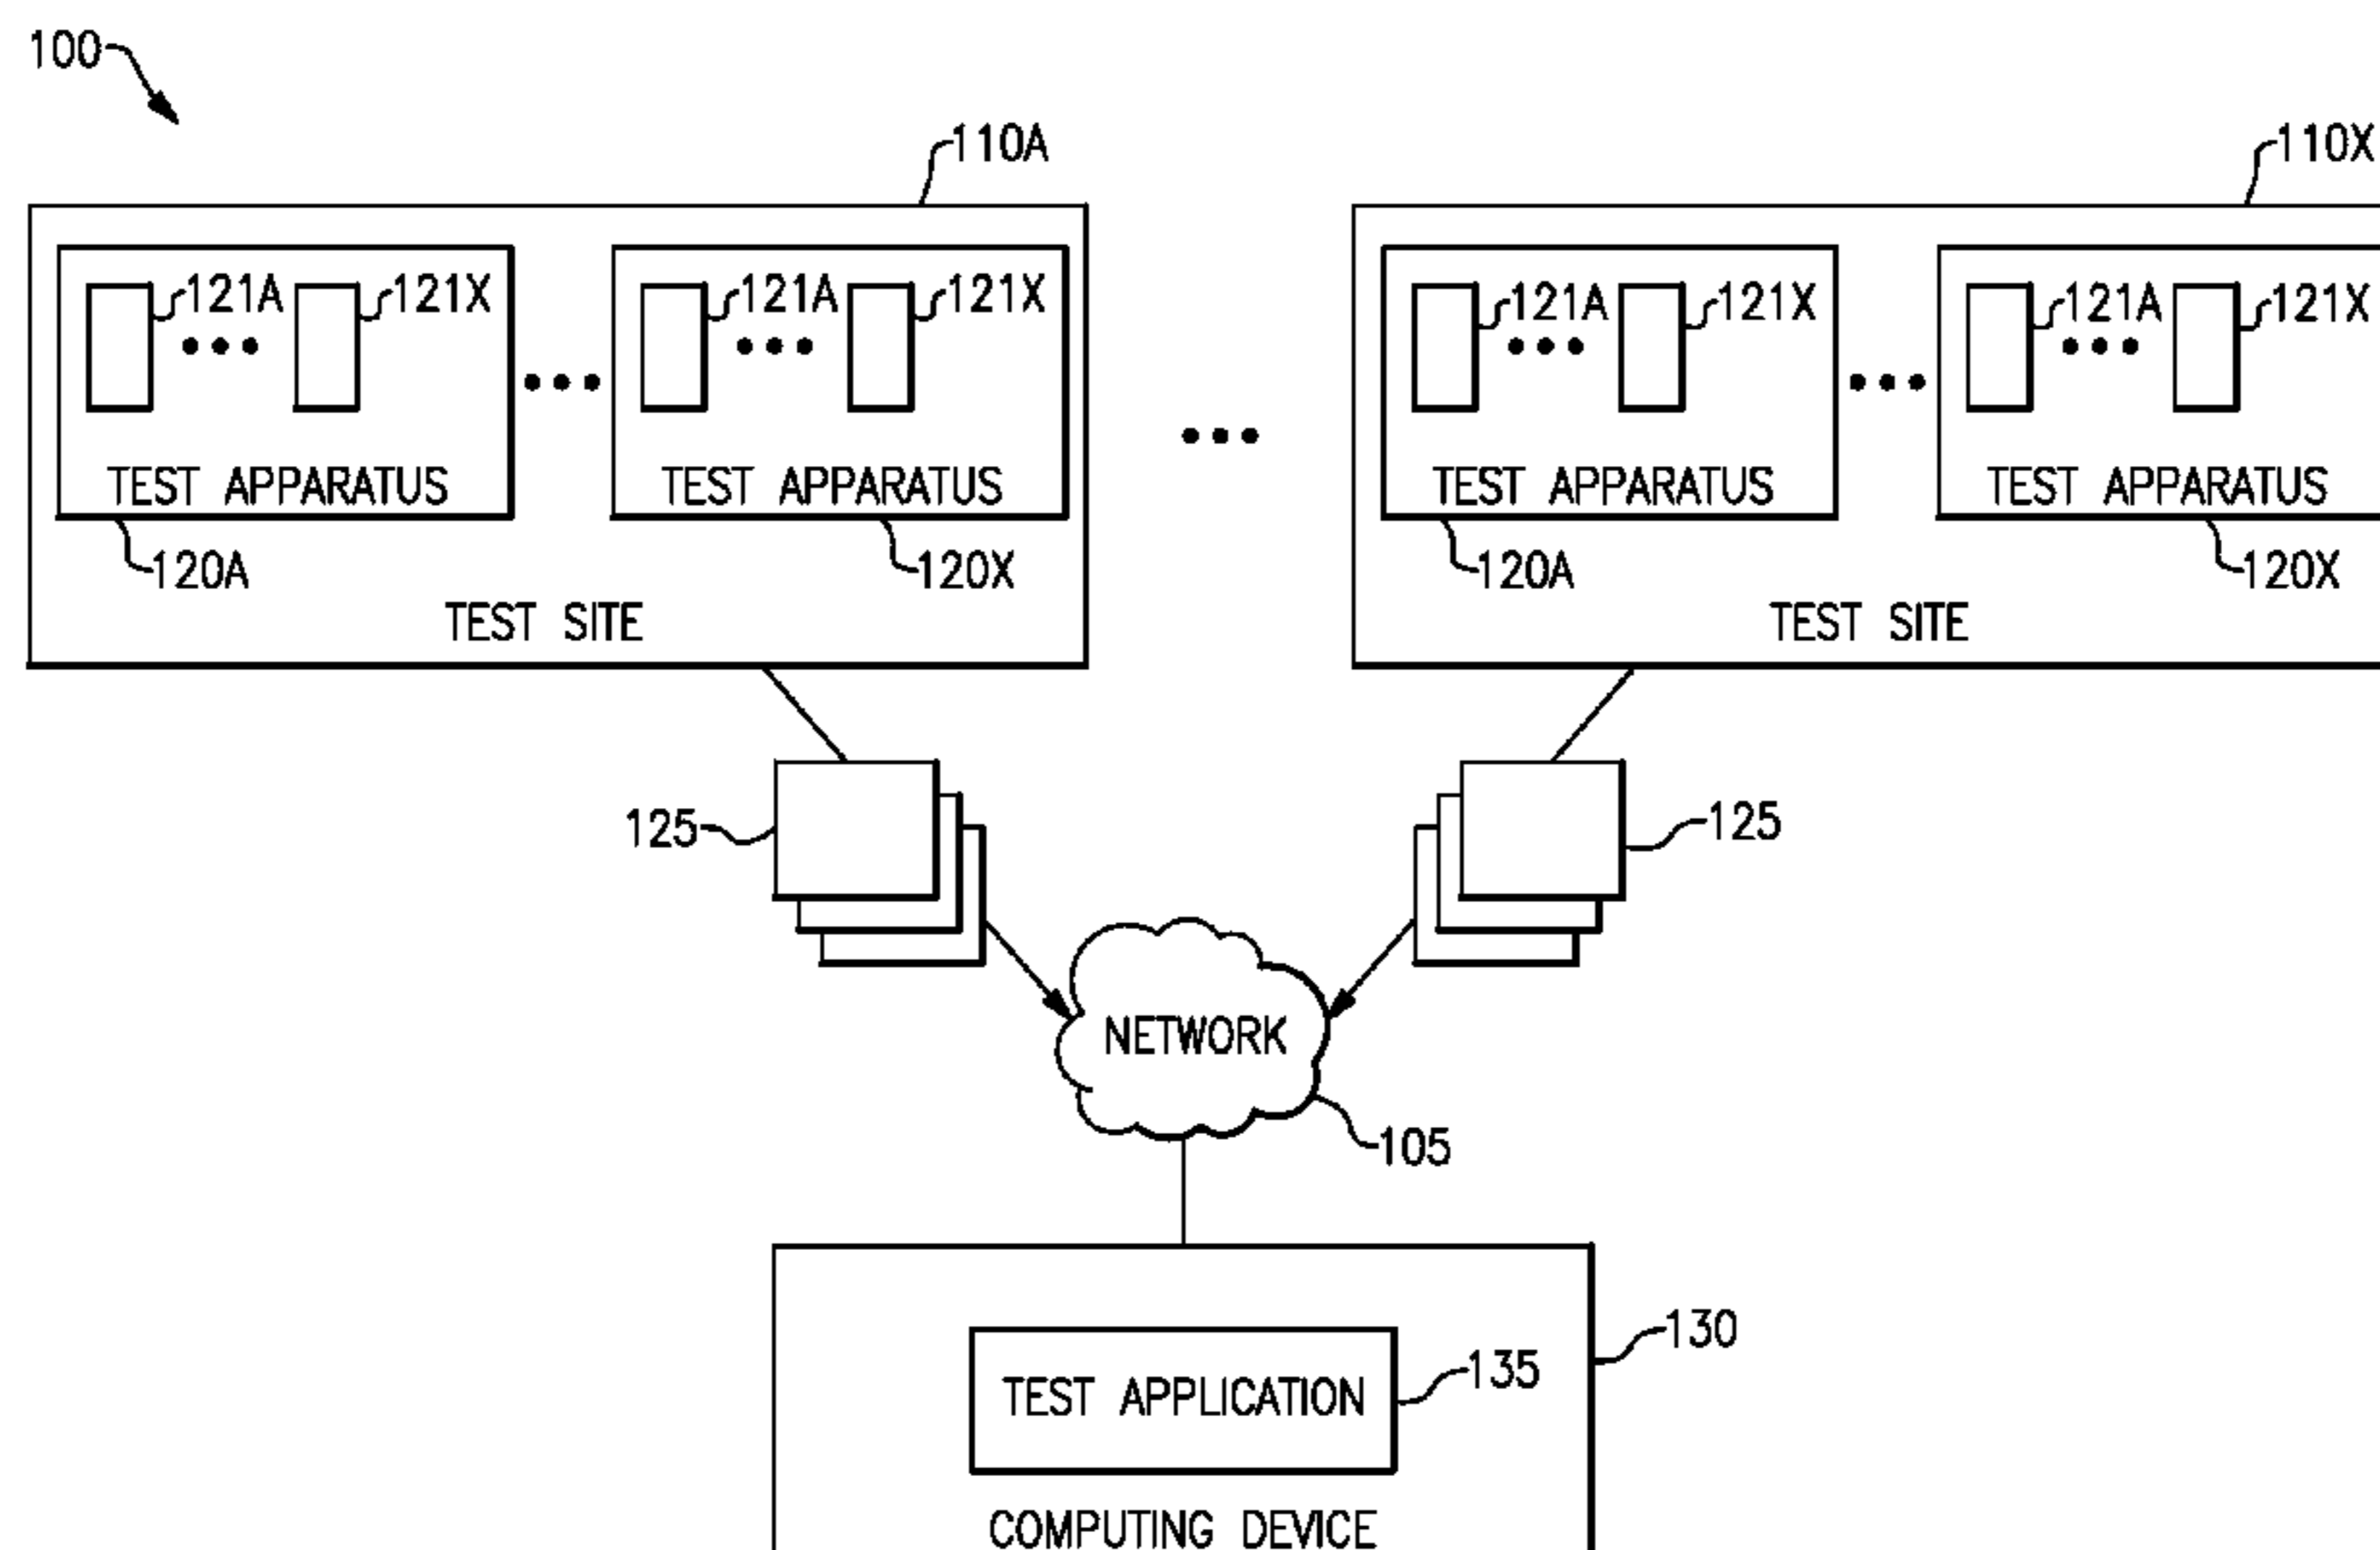 100
110A
110X
121A
121X
121A
121X
121A
121X
121A
121X
TEST APPARATUS
TEST APPARATUS
TEST APPARATUS
TEST APPARATUS
120A
120X
120A
120X
TEST SITE
TEST SITE
125
125
NETWORK
105
130
135
TEST APPLICATION
COMPUTING DEVICE